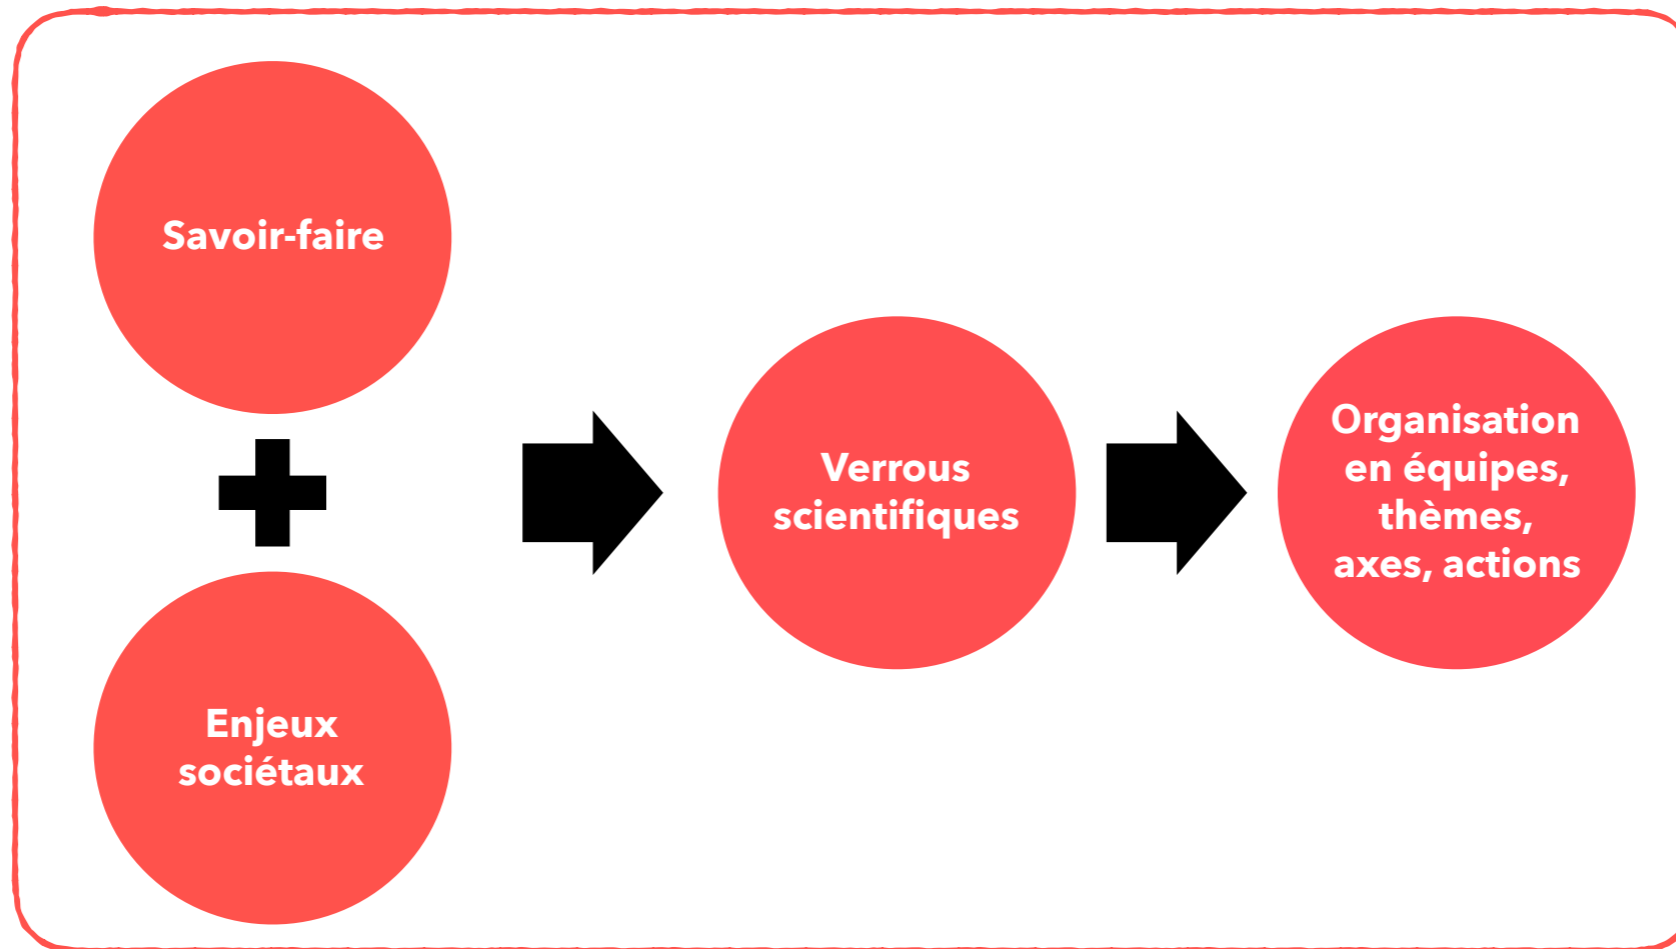 Savoir-faire
Enjeux
sociétaux
Verrous
scientifiques
Organisation
en équipes,
thèmes,
axes, actions